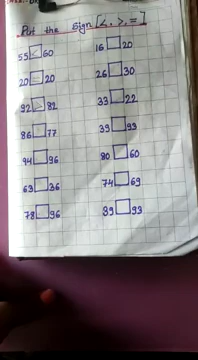 Put the Sign [<, >, =]
55 < 60
20 = 20
92 > 82
86 □ 77
94 □ 96
63 □ 36
78 □ 96
16 □ 20
26 □ 30
33 □ 22
39 □ 93
80 □ 60
74 □ 69
89 □ 99